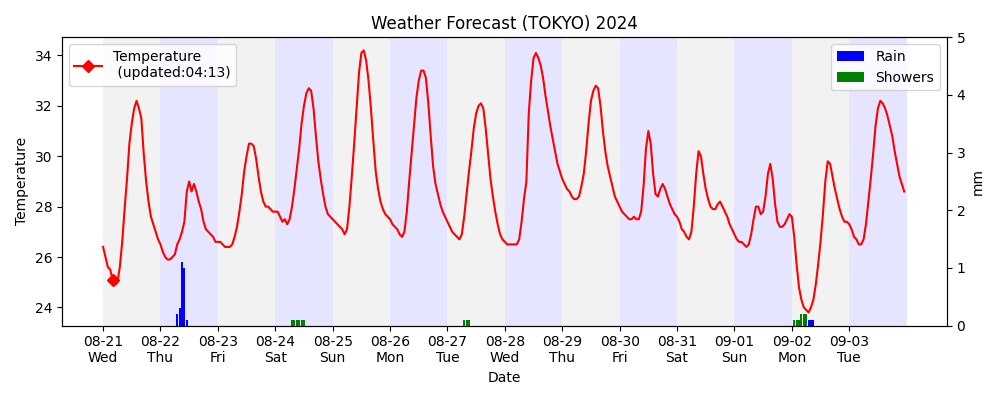 Weather Forecast (TOKYO) 2024
Temperature
(updated:04:13)
Rain
Showers
Temperature
34
32
30
28
26
24
5
4
3
2
1
0
mm
08-21 08-22 08-23 08-24 08-25 08-26 08-27 08-28 08-29 08-30 08-31 09-01 09-02 09-03
Wed Thu Fri Sat Sun Mon Tue Wed Thu Fri Sat Sun Mon Tue
Date